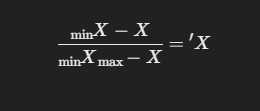 minX − X
minX max − X = ′X